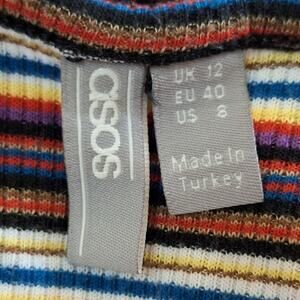 asos
UK 12
EU 40
US 8
Made In
Turkey